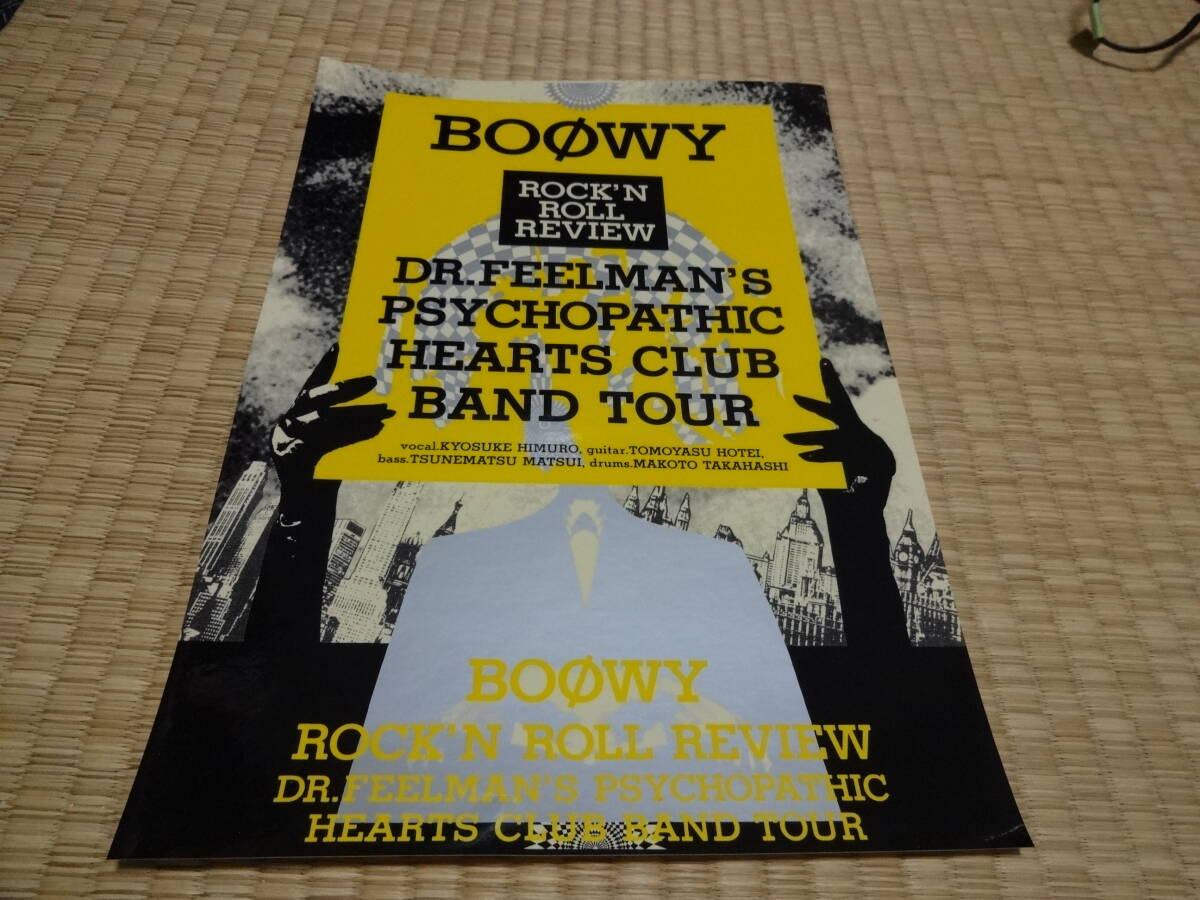 BOØWY
ROCK'N
ROLL
REVIEW
DR.FEELMAN'S
PSYCHOPATHIC
HEARTS CLUB
BAND TOUR
vocal.KYOSUKE HIMURO, guitar.TOMOYASU HOTEI,
bass.TSUNEMATSU MATSUI, drums.MAKOTO TAKAHASHI
BOØWY
ROCK'N ROLL REVIEW
DR.FEELMAN'S PSYCHOPATHIC
HEARTS CLUB BAND TOUR